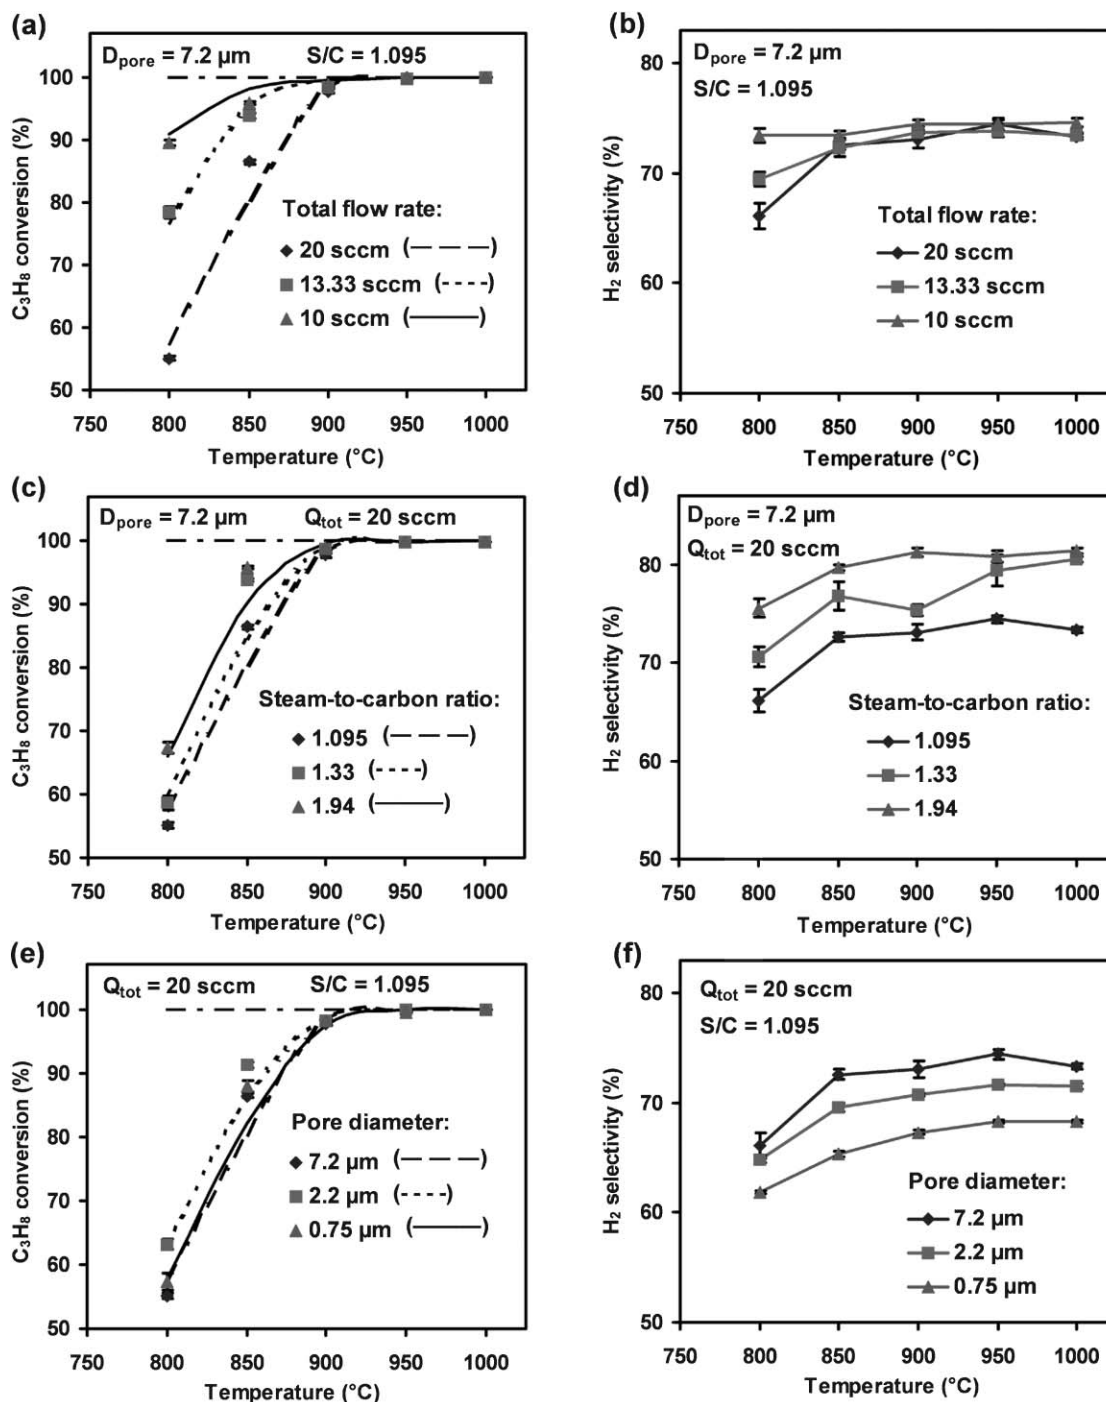 (a)
D_pore = 7.2 µm S/C = 1.095
100
90
80
70
60
50
C₃H₈ conversion (%)
Total flow rate:
20 sccm (— — —)
13.33 sccm (- - - -)
10 sccm (———)
750 800 850 900 950 1000
Temperature (°C)
(b)
D_pore = 7.2 µm
S/C = 1.095
80
70
60
50
H₂ selectivity (%)
Total flow rate:
20 sccm
13.33 sccm
10 sccm
750 800 850 900 950 1000
Temperature (°C)
(c)
D_pore = 7.2 µm Q_tot = 20 sccm
100
90
80
70
60
50
C₃H₈ conversion (%)
Steam-to-carbon ratio:
1.095 (— — —)
1.33 (- - - -)
1.94 (———)
750 800 850 900 950 1000
Temperature (°C)
(d)
D_pore = 7.2 µm
Q_tot = 20 sccm
80
70
60
50
H₂ selectivity (%)
Steam-to-carbon ratio:
1.095
1.33
1.94
750 800 850 900 950 1000
Temperature (°C)
(e)
Q_tot = 20 sccm S/C = 1.095
100
90
80
70
60
50
C₃H₈ conversion (%)
Pore diameter:
7.2 µm (— — —)
2.2 µm (- - - -)
0.75 µm (———)
750 800 850 900 950 1000
Temperature (°C)
(f)
Q_tot = 20 sccm
S/C = 1.095
80
70
60
50
H₂ selectivity (%)
Pore diameter:
7.2 µm
2.2 µm
0.75 µm
750 800 850 900 950 1000
Temperature (°C)